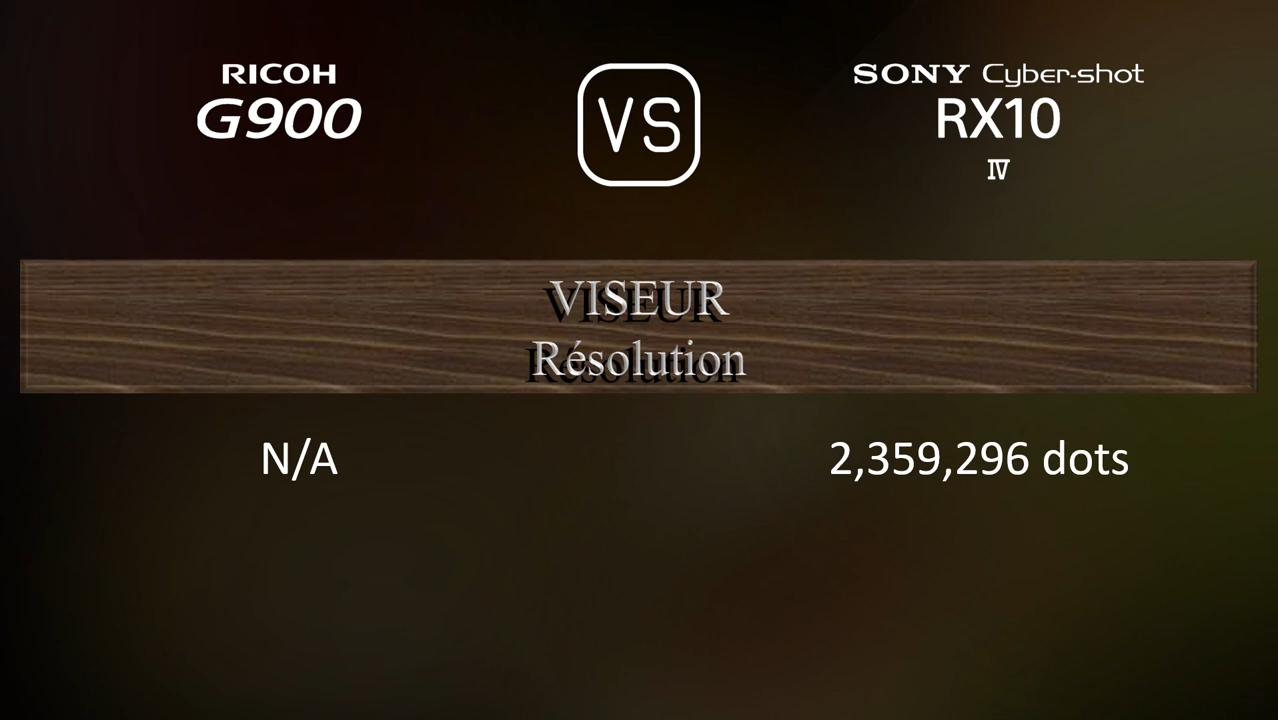 RICOH
G900
VS
SONY Cyber-shot
RX10
IV
VISEUR
Résolution
N/A
2,359,296 dots